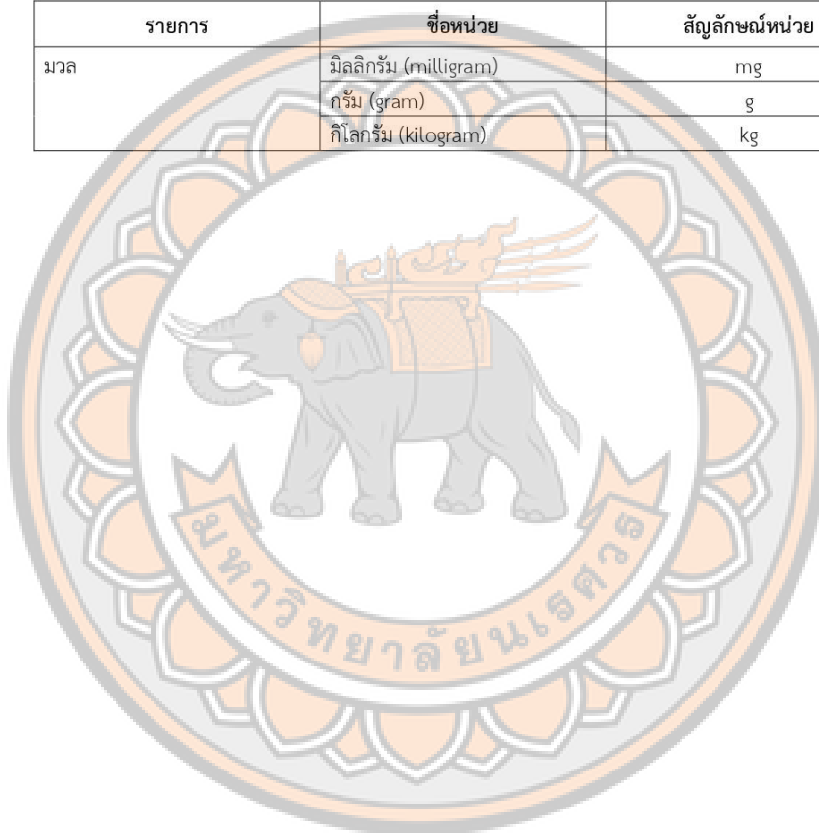 รายการ ชื่อหน่วย สัญลักษณ์หน่วย
มวล มิลลิกรัม (milligram) mg
กรัม (gram) g
กิโลกรัม (kilogram) kg
มหาวิทยาลัยนเรศวร